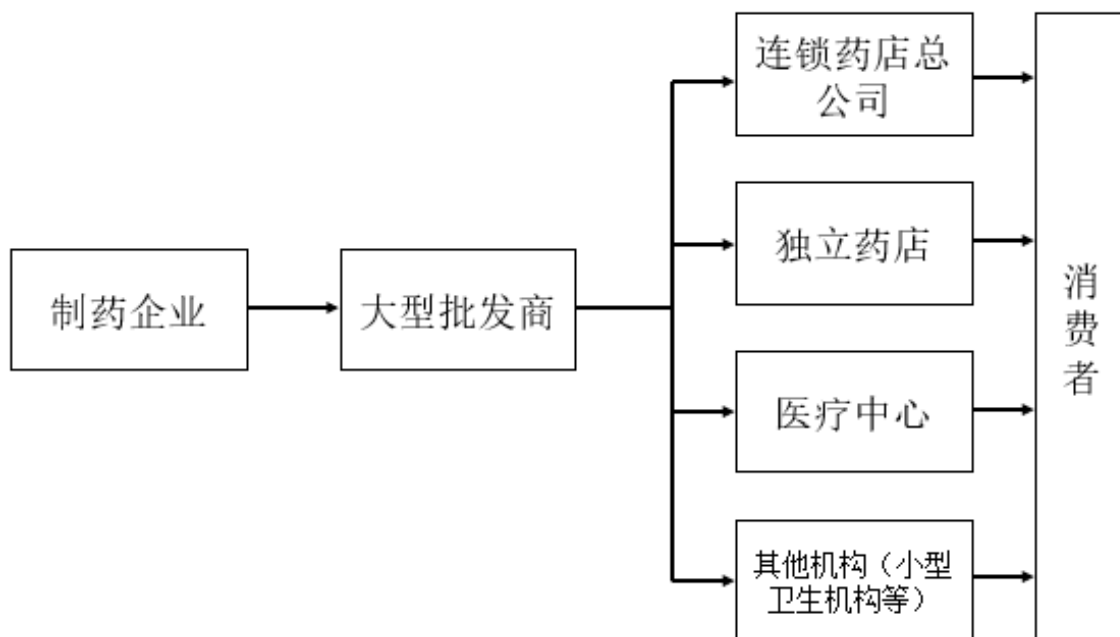 制药企业
大型批发商
连锁药店总
公司
独立药店
医疗中心
其他机构（小型
卫生机构等）
消
费
者